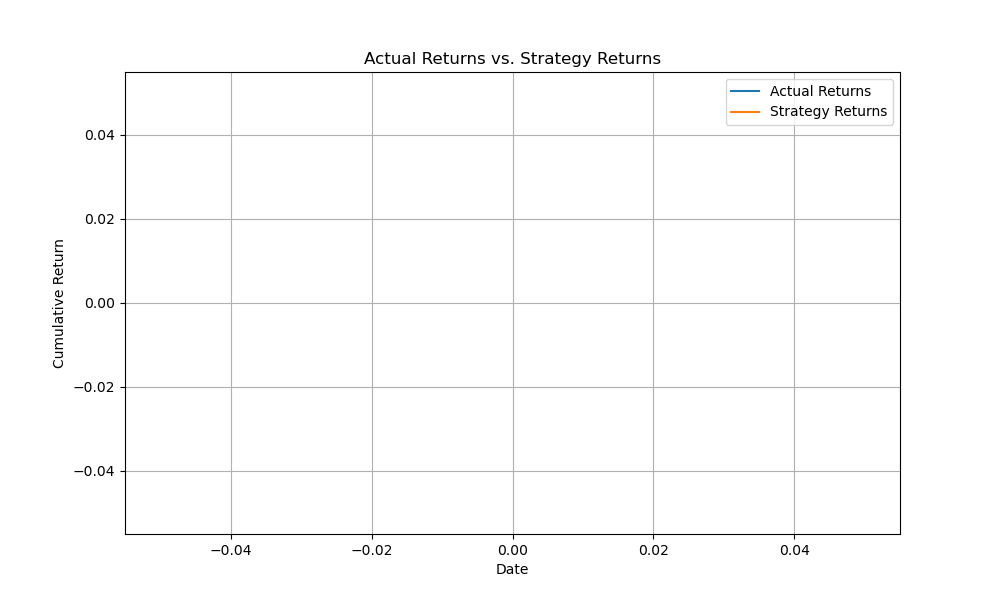 Actual Returns vs. Strategy Returns
Actual Returns
Strategy Returns
0.04
0.02
0.00
−0.02
−0.04
Cumulative Return
−0.04
−0.02
0.00
0.02
0.04
Date